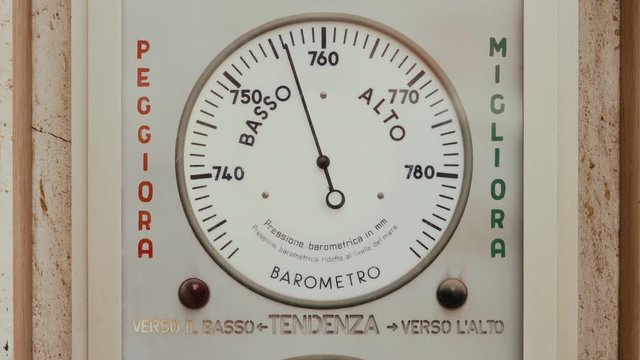 PEGGIORA
MIGLIORA
740
750
760
770
780
BASSO
ALTO
Pressione barometrica in mm.
Pressione barometrica ridotta al livello del mare
BAROMETRO
VERSO IL BASSO ← TENDENZA → VERSO L'ALTO